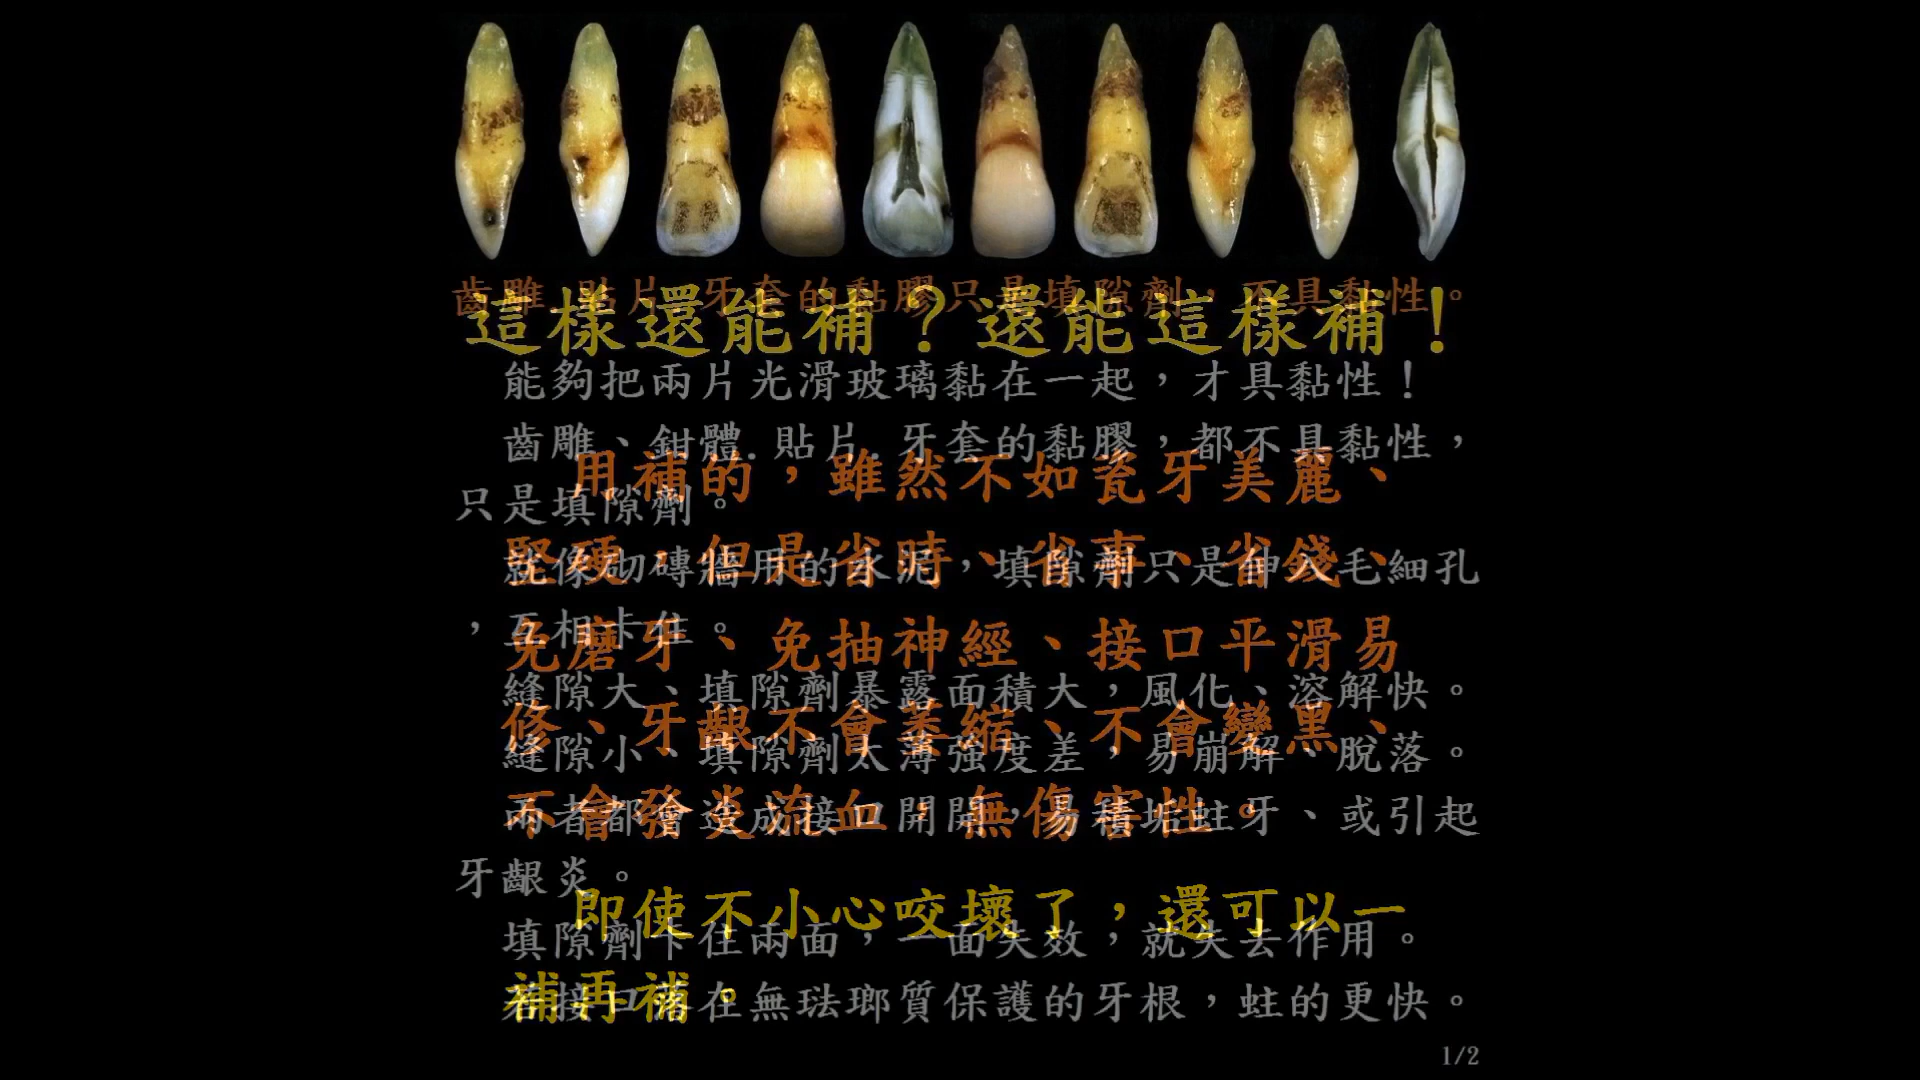 齒雕.貼片.牙套的黏膠只是填隙劑，不具黏性。
這樣還能補？還能這樣補！
能夠把兩片光滑玻璃黏在一起，才具黏性！
齒雕、鉗體.貼片.牙套的黏膠，都不具黏性，
只是填隙劑。
用補的，雖然不如瓷牙美麗、
堅硬，但是省時、省事、省錢、
就像砌磚牆用的水泥，填隙劑只是伸入毛細孔
，互相卡住。
免磨牙、免抽神經、接口平滑易
縫隙大、填隙劑暴露面積大，風化、溶解快。
修、牙齦不會萎縮、不會變黑、
縫隙小、填隙劑太薄強度差，易崩解、脫落。
不會發炎流血，無傷害性。
兩者都會造成接口開開，易積垢蛀牙、或引起
牙齦炎。
即使不小心咬壞了，還可以一
填隙劑卡住兩面，一面失效，就失去作用。
補再補。
若接口落在無琺瑯質保護的牙根，蛀的更快。
1/2